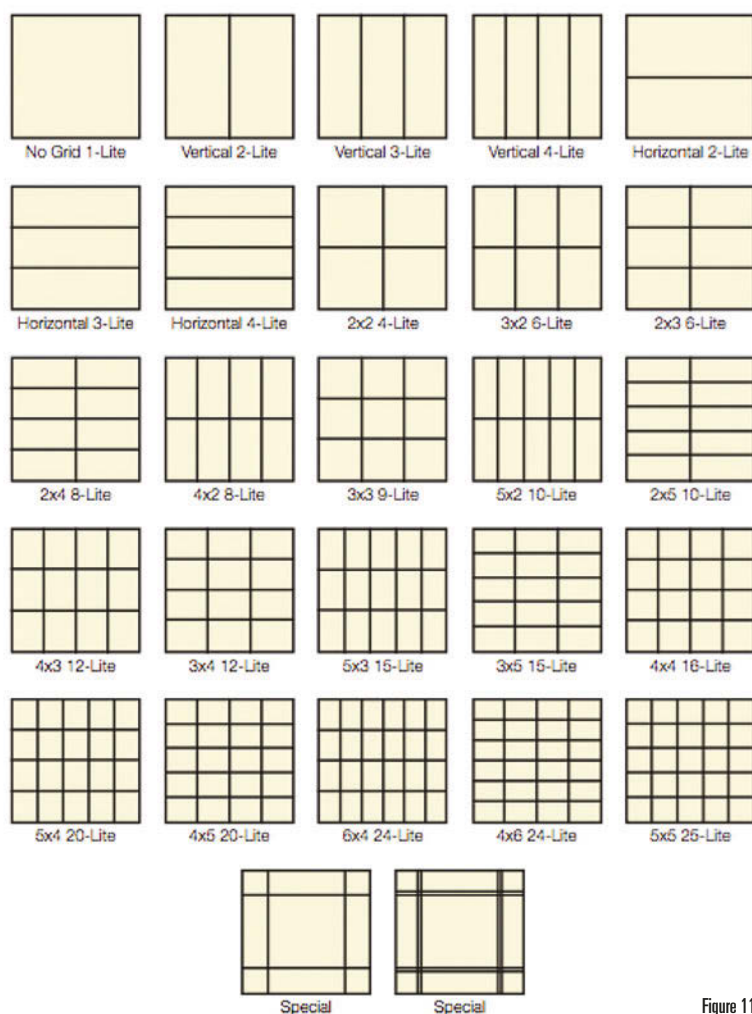 No Grid 1-Lite Vertical 2-Lite Vertical 3-Lite Vertical 4-Lite Horizontal 2-Lite
Horizontal 3-Lite Horizontal 4-Lite 2x2 4-Lite 3x2 6-Lite 2x3 6-Lite
2x4 8-Lite 4x2 8-Lite 3x3 9-Lite 5x2 10-Lite 2x5 10-Lite
4x3 12-Lite 3x4 12-Lite 5x3 15-Lite 3x5 15-Lite 4x4 16-Lite
5x4 20-Lite 4x5 20-Lite 6x4 24-Lite 4x6 24-Lite 5x5 25-Lite
Special Special
Figure 11